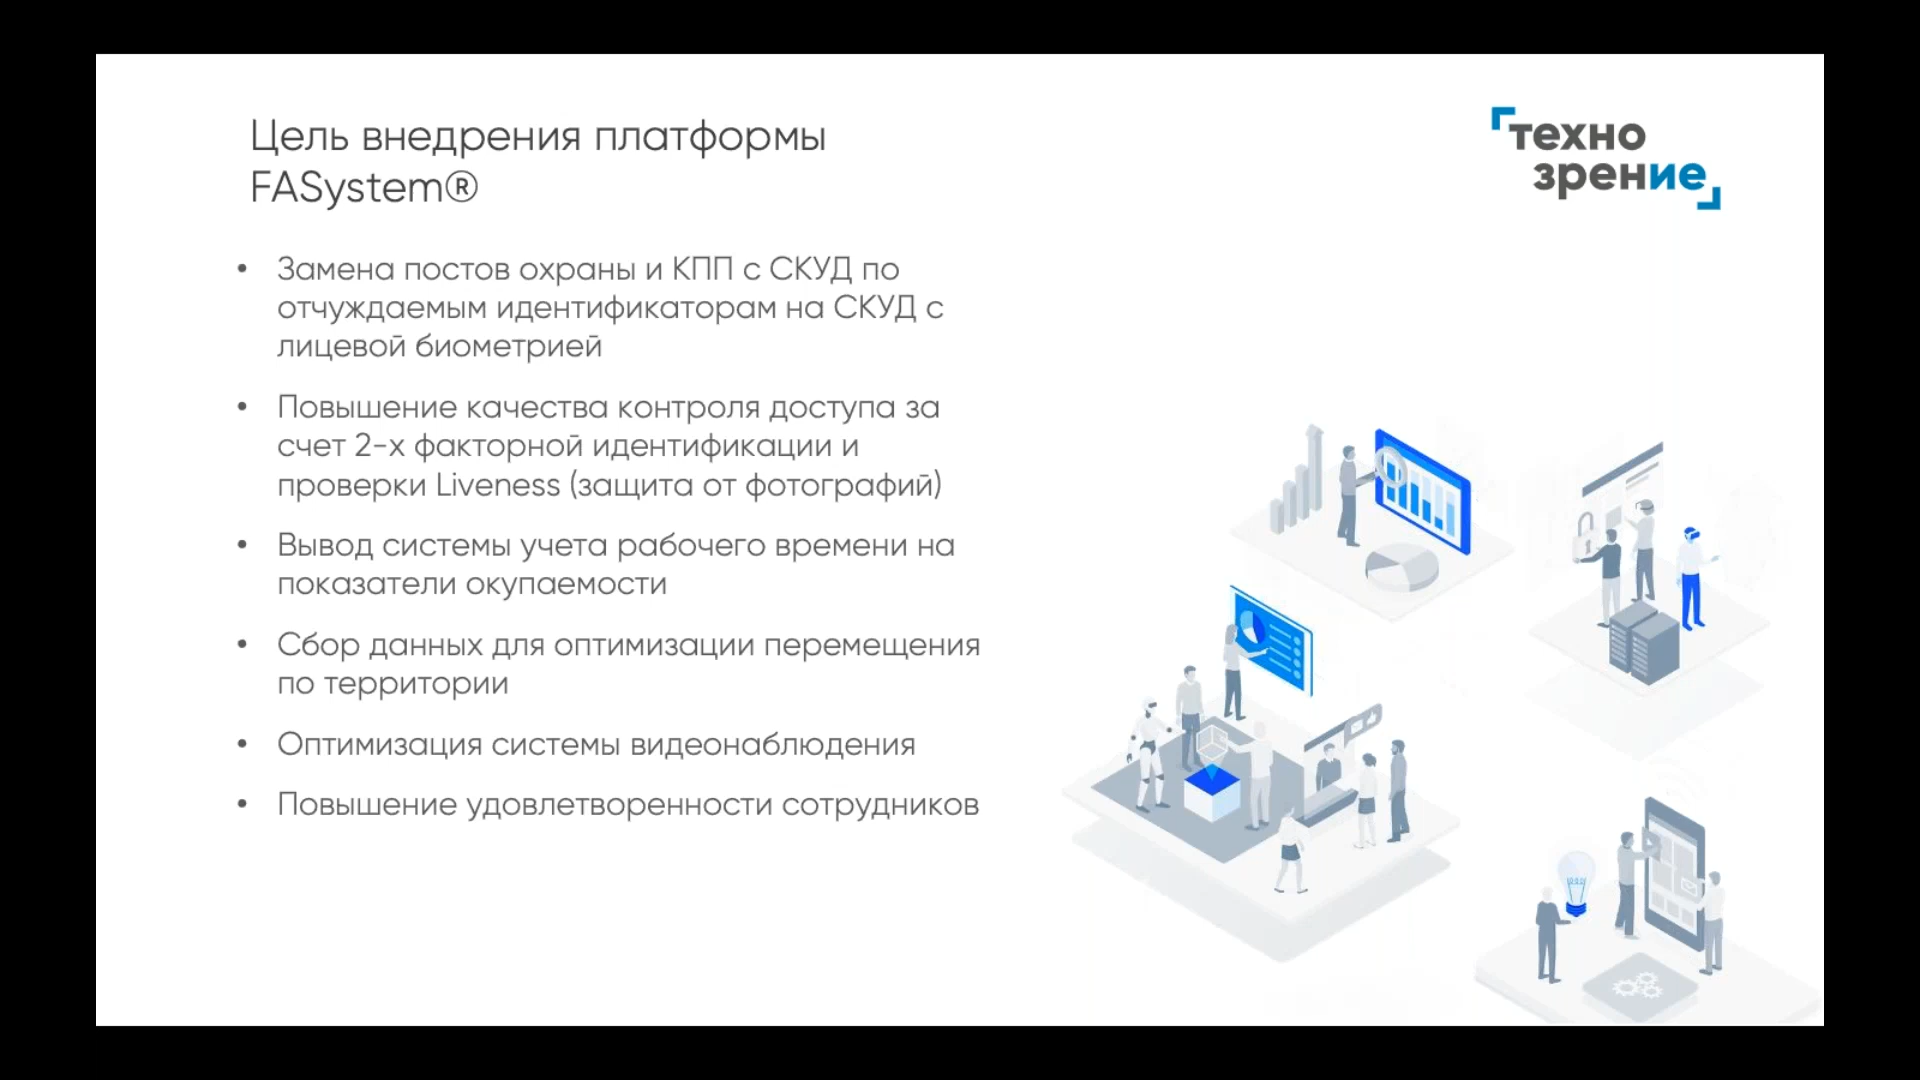 Цель внедрения платформы
FASystem®
техно
зрение
• Замена постов охраны и КПП с СКУД по
отчуждаемым идентификаторам на СКУД с
лицевой биометрией
• Повышение качества контроля доступа за
счет 2-х факторной идентификации и
проверки Liveness (защита от фотографий)
• Вывод системы учета рабочего времени на
показатели окупаемости
• Сбор данных для оптимизации перемещения
по территории
• Оптимизация системы видеонаблюдения
• Повышение удовлетворенности сотрудников